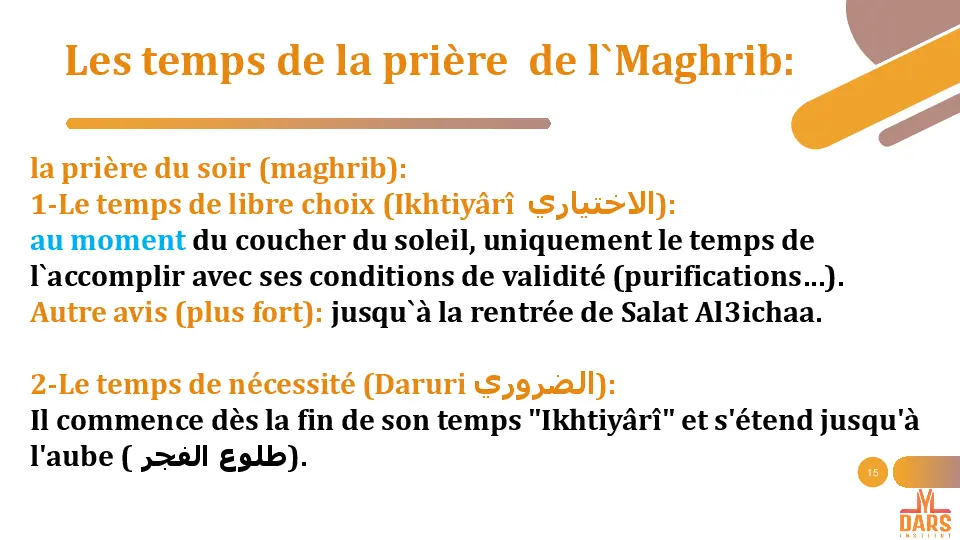 Les temps de la prière de l`Maghrib:
la prière du soir (maghrib):
1-Le temps de libre choix (Ikhtiyârî الاختياري):
au moment du coucher du soleil, uniquement le temps de
l`accomplir avec ses conditions de validité (purifications…).
Autre avis (plus fort): jusqu`à la rentrée de Salat Al3ichaa.
2-Le temps de nécessité (Daruri الضروري):
Il commence dès la fin de son temps "Ikhtiyârî" et s'étend jusqu'à
l'aube ( طلوع الفجر).
15
DARS
INSTITUT